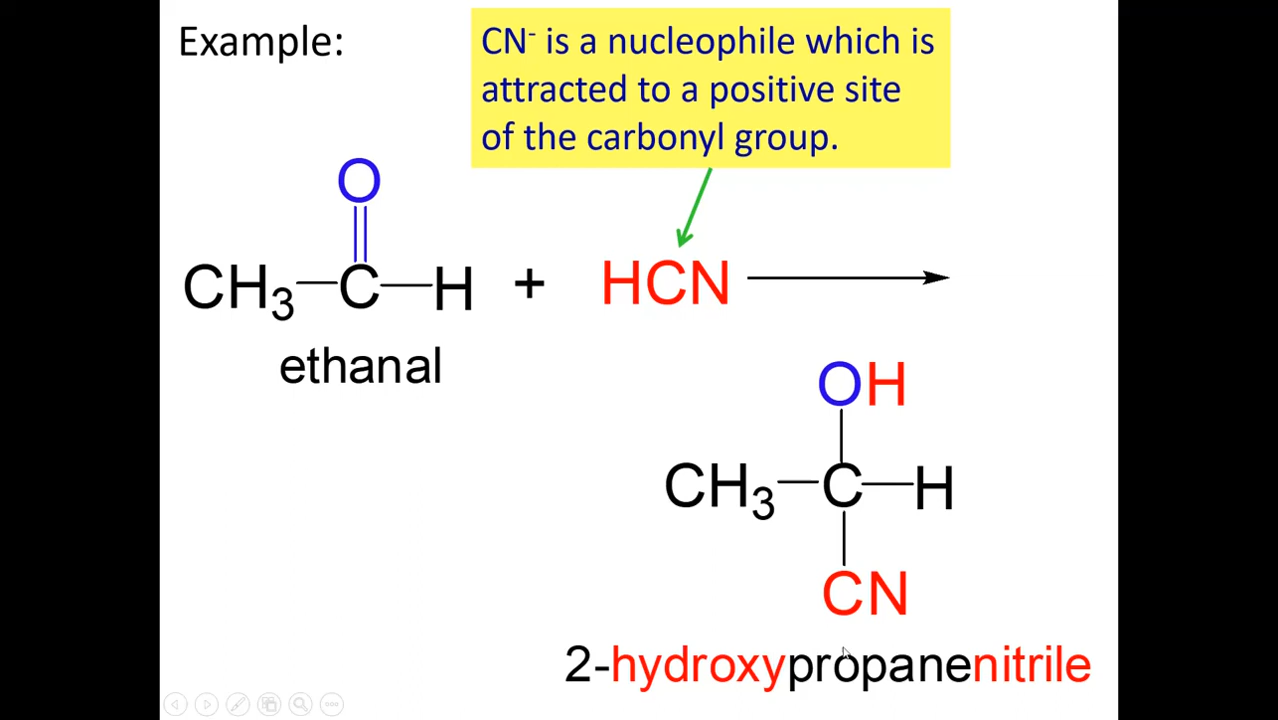 Example:
CN⁻ is a nucleophile which is
attracted to a positive site
of the carbonyl group.
O
CH₃ C H + HCN
ethanal
OH
CH₃ C H
CN
2-hydroxypropanenitrile